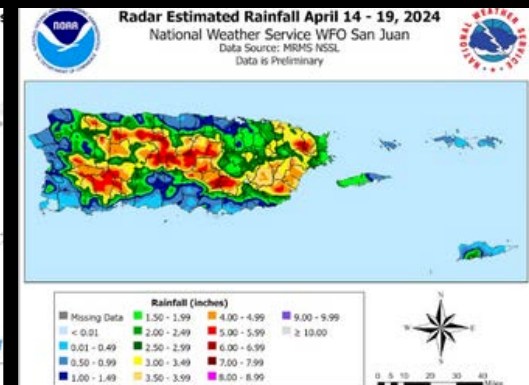 Radar Estimated Rainfall April 14 - 19, 2024
National Weather Service WFO San Juan
Data Source: MRMS NSSL
Data is Preliminary
NOAA
Rainfall (inches)
Missing Data
< 0.01
0.01 - 0.49
0.50 - 0.99
1.00 - 1.49
1.50 - 1.99
2.00 - 2.49
2.50 - 2.99
3.00 - 3.49
3.50 - 3.99
4.00 - 4.99
5.00 - 5.99
6.00 - 6.99
7.00 - 7.99
8.00 - 8.99
9.00 - 9.99
≥ 10.00
N
W
E
S
0 5 10 20 30 40
Miles